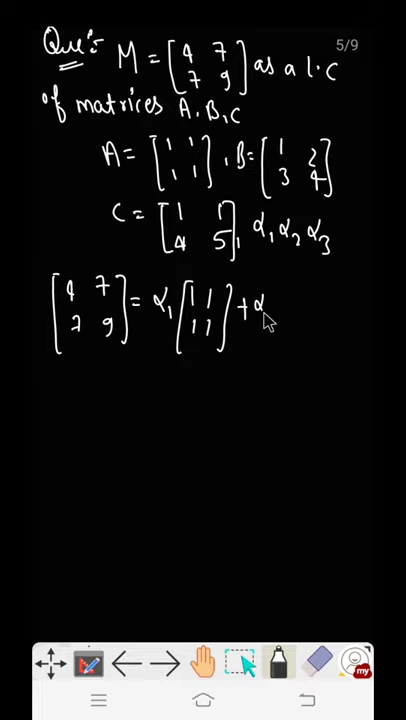 Que:- M = [4 7 as a l.c
7 9]
of matrices A, B, C
A = [1 1 , B = [1 2
1 1] 3 4]
C = [1 1 , α₁ α₂ α₃
4 5]
[4 7 = α₁ [1 1 + α
7 9] 1 1]
5/9
my